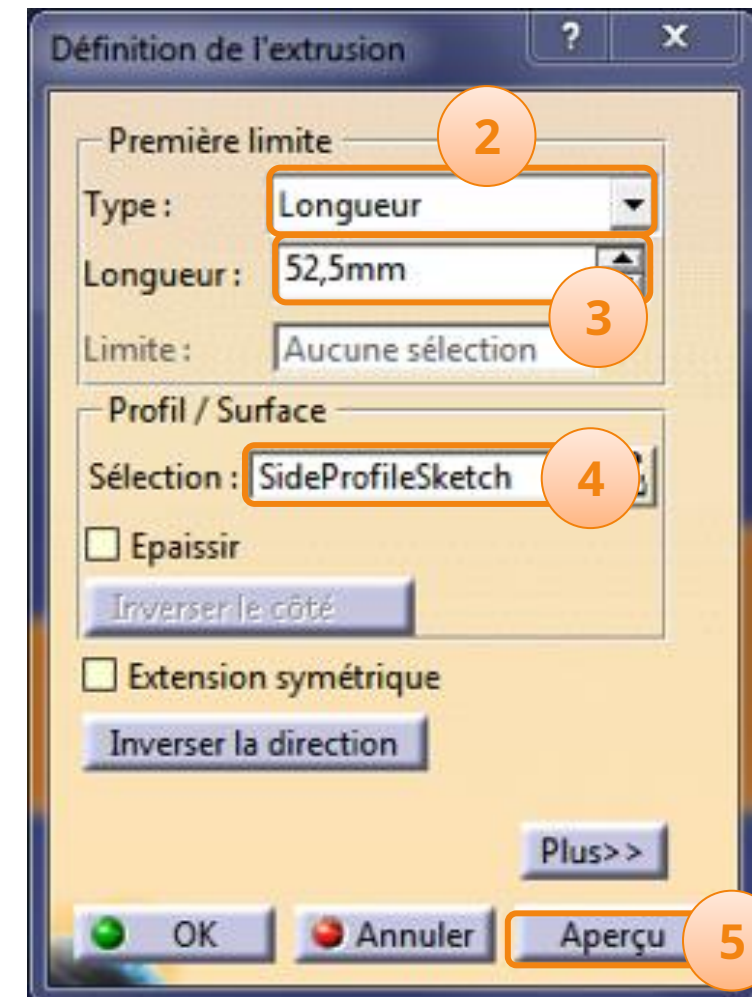 Définition de l'extrusion ? x
Première limite 2
Type : Longueur
Longueur : 52,5mm
3
Limite : Aucune sélection
Profil / Surface
Sélection : SideProfileSketch 4
Epaissir
Inverser le côté
Extension symétrique
Inverser la direction
Plus>>
OK Annuler Aperçu 5